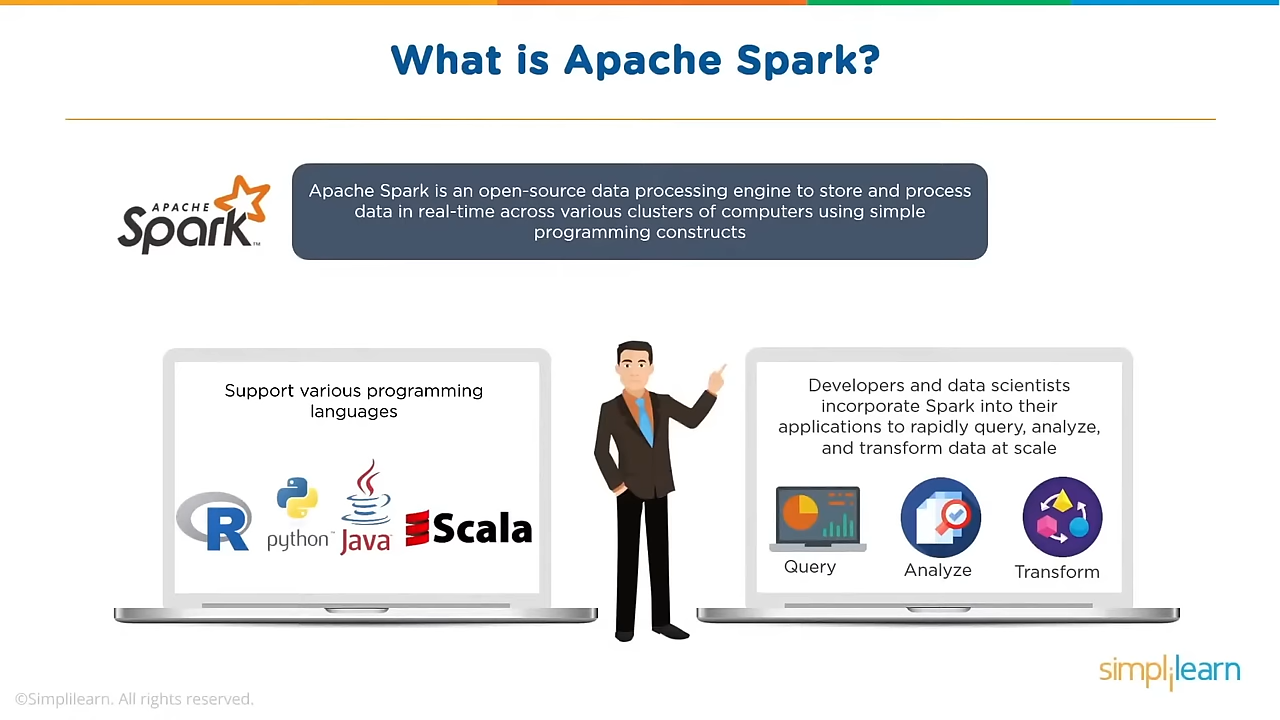 What is Apache Spark?
APACHE
Spark™
Apache Spark is an open-source data processing engine to store and process
data in real-time across various clusters of computers using simple
programming constructs
Support various programming
languages
R
python™
Java™
Scala
Developers and data scientists
incorporate Spark into their
applications to rapidly query, analyze,
and transform data at scale
Query
Analyze
Transform
simplilearn
©Simplilearn. All rights reserved.